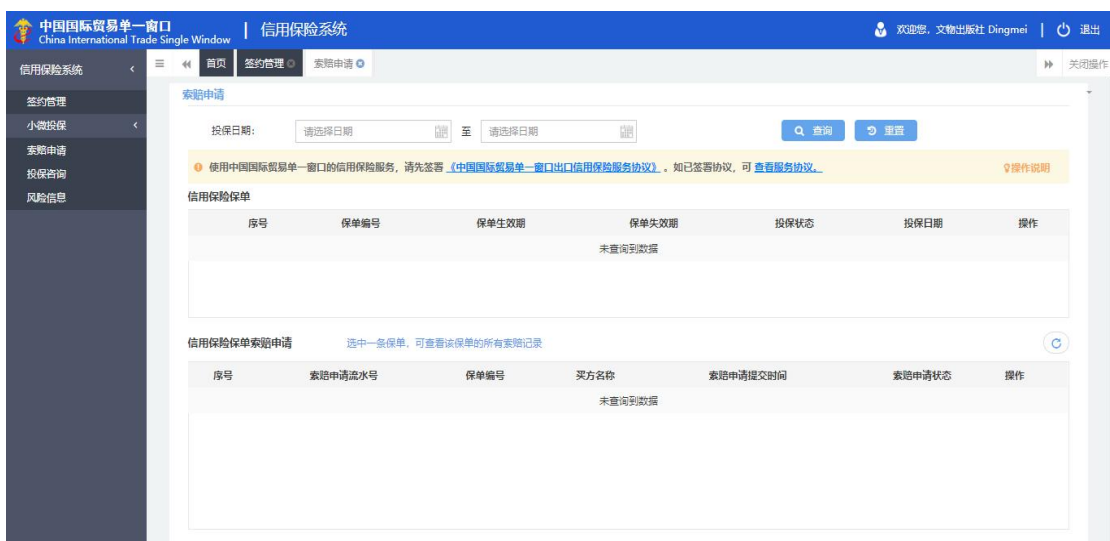 中国国际贸易单一窗口 | 信用保险系统 欢迎您，文物出版社 Dingmei | 退出
China International Trade Single Window
信用保险系统 首页 签约管理 索赔申请 关闭操作
签约管理
小微投保
索赔申请
投保咨询
风险信息
索赔申请
投保日期： 请选择日期 至 请选择日期 查询 重置
使用中国国际贸易单一窗口的信用保险服务，请先签署《中国国际贸易单一窗口出口信用保险服务协议》。如已签署协议，可查看服务协议。 操作说明
信用保险保单
序号 保单编号 保单生效期 保单失效期 投保状态 投保日期 操作
未查询到数据
信用保险保单索赔申请 选中一条保单，可查看该保单的所有索赔记录
序号 索赔申请流水号 保单编号 买方名称 索赔申请提交时间 索赔申请状态 操作
未查询到数据